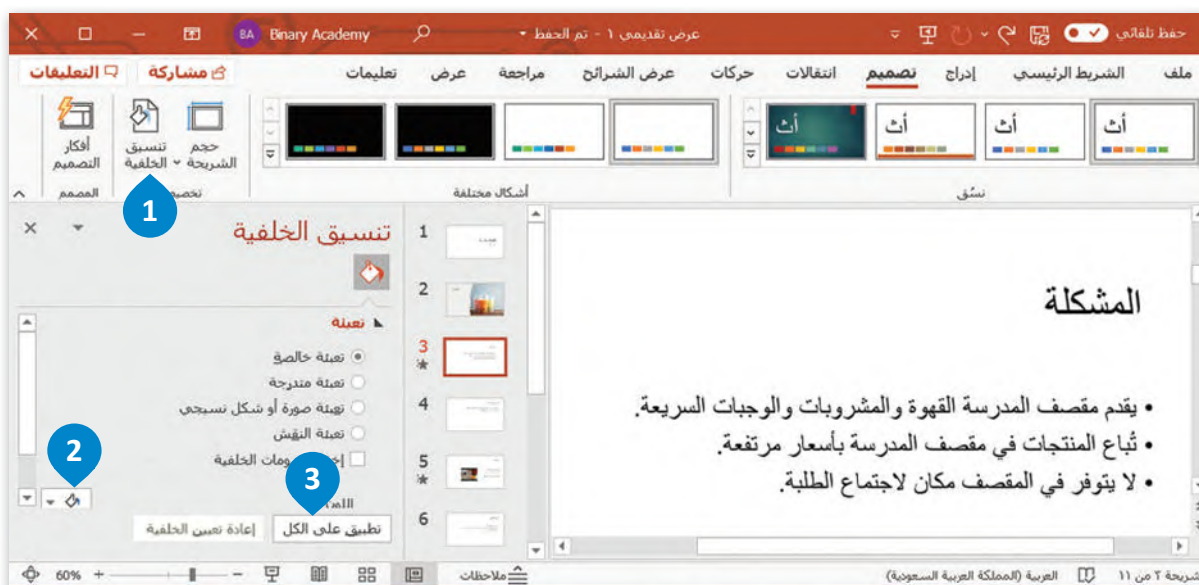 حفظ تلقائي
عرض تقديمي ١ - تم الحفظ
Binary Academy
BA
ملف
الشريط الرئيسي
إدراج
تصميم
انتقالات
حركات
عرض الشرائح
مراجعة
عرض
تعليمات
مشاركة
التعليقات
أث
أث
أث
أث
حجم
الشريحة
تنسيق
الخلفية
أفكار
التصميم
نسُق
أشكال مختلفة
المصمم
1
تنسيق الخلفية
تعبئة
تعبئة خالصة
تعبئة متدرجة
تعبئة صورة أو شكل نسيجي
تعبئة النقش
الخلفية
2
3
تطبيق على الكل
إعادة تعيين الخلفية
1
2
3
4
5
6
المشكلة
• يقدم مقصف المدرسة القهوة والمشروبات والوجبات السريعة.
• تُباع المنتجات في مقصف المدرسة بأسعار مرتفعة.
• لا يتوفر في المقصف مكان لاجتماع الطلبة.
من ١١
العربية (المملكة العربية السعودية)
ملاحظات
60%